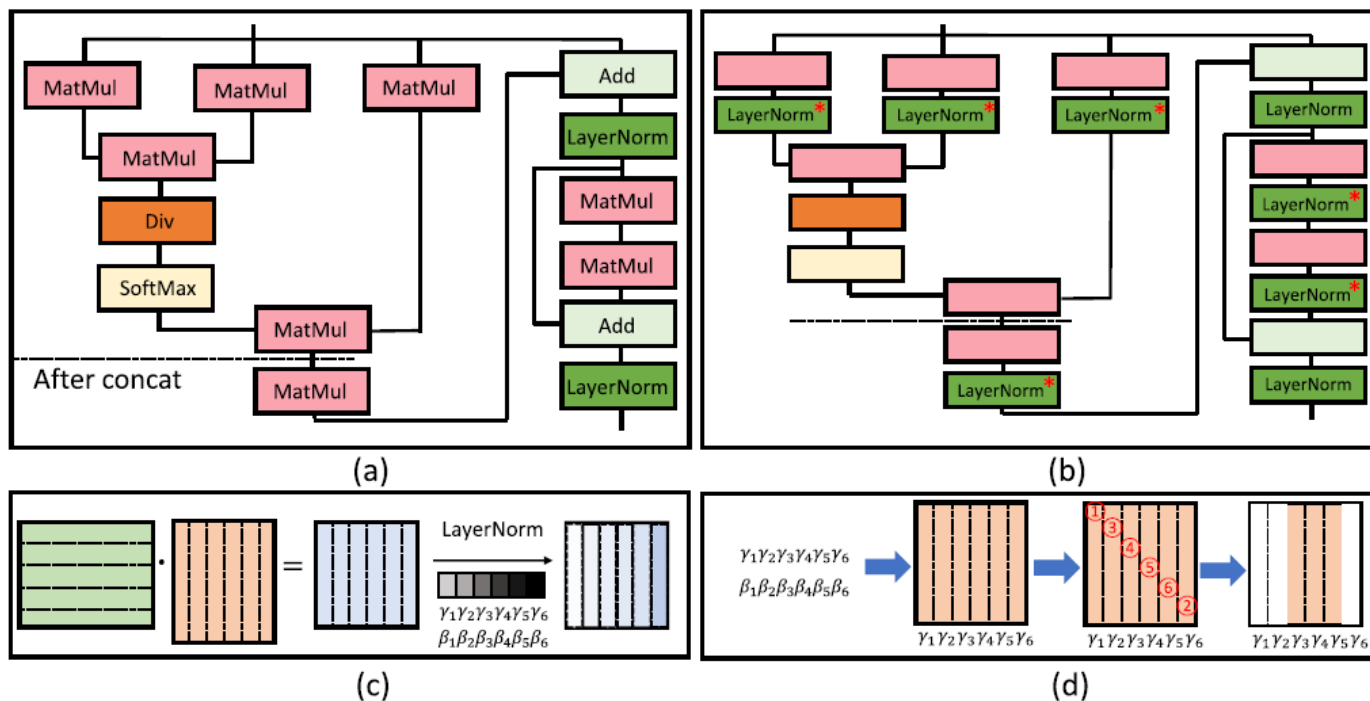 MatMul MatMul MatMul Add
MatMul LayerNorm
Div MatMul
SoftMax MatMul
MatMul Add
After concat MatMul LayerNorm
(a)
LayerNorm* LayerNorm* LayerNorm* LayerNorm
LayerNorm*
LayerNorm*
LayerNorm* LayerNorm
(b)
· =
LayerNorm
γ₁γ₂γ₃γ₄γ₅γ₆
β₁β₂β₃β₄β₅β₆
(c)
γ₁γ₂γ₃γ₄γ₅γ₆
β₁β₂β₃β₄β₅β₆
γ₁γ₂γ₃γ₄γ₅γ₆
① ③ ④ ⑤ ⑥ ②
γ₁γ₂γ₃γ₄γ₅γ₆
γ₁γ₂γ₃γ₄γ₅γ₆
(d)